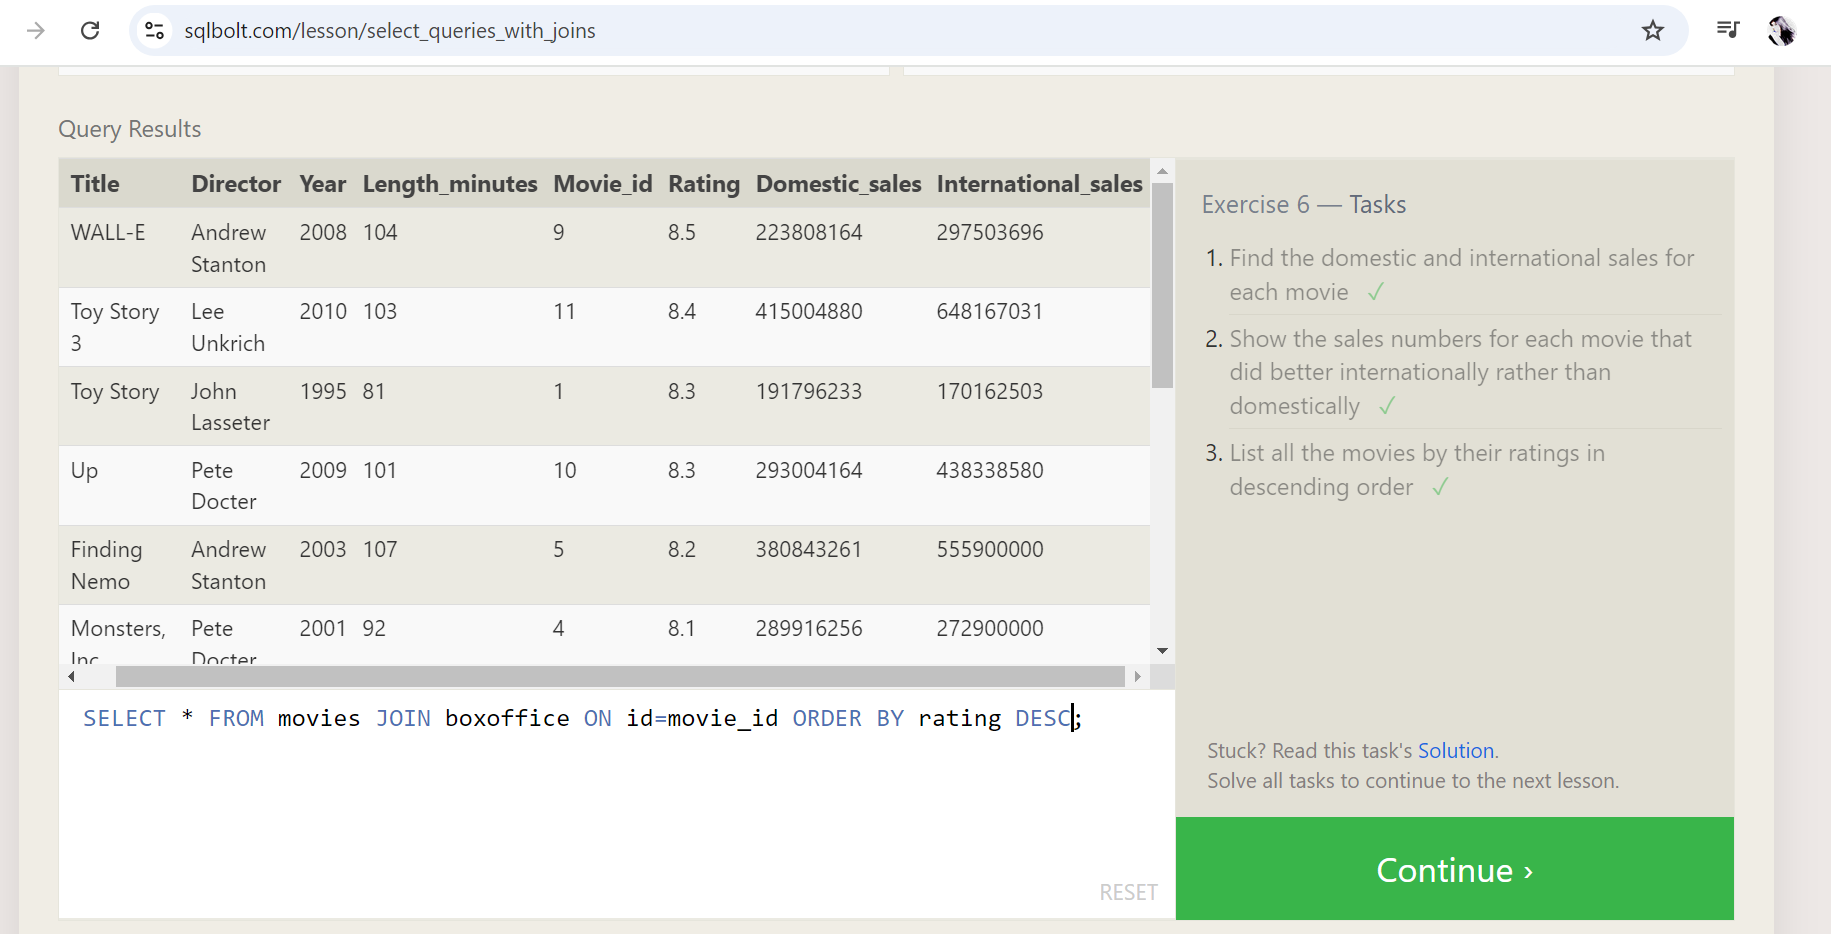 sqlbolt.com/lesson/select_queries_with_joins
Query Results
Title Director Year Length_minutes Movie_id Rating Domestic_sales International_sales
WALL-E Andrew Stanton 2008 104 9 8.5 223808164 297503696
Toy Story 3 Lee Unkrich 2010 103 11 8.4 415004880 648167031
Toy Story John Lasseter 1995 81 1 8.3 191796233 170162503
Up Pete Docter 2009 101 10 8.3 293004164 438338580
Finding Nemo Andrew Stanton 2003 107 5 8.2 380843261 555900000
Monsters, Inc Pete Docter 2001 92 4 8.1 289916256 272900000
SELECT * FROM movies JOIN boxoffice ON id=movie_id ORDER BY rating DESC;
RESET
Exercise 6 — Tasks
1. Find the domestic and international sales for
each movie ✓
2. Show the sales numbers for each movie that
did better internationally rather than
domestically ✓
3. List all the movies by their ratings in
descending order ✓
Stuck? Read this task's Solution.
Solve all tasks to continue to the next lesson.
Continue ›